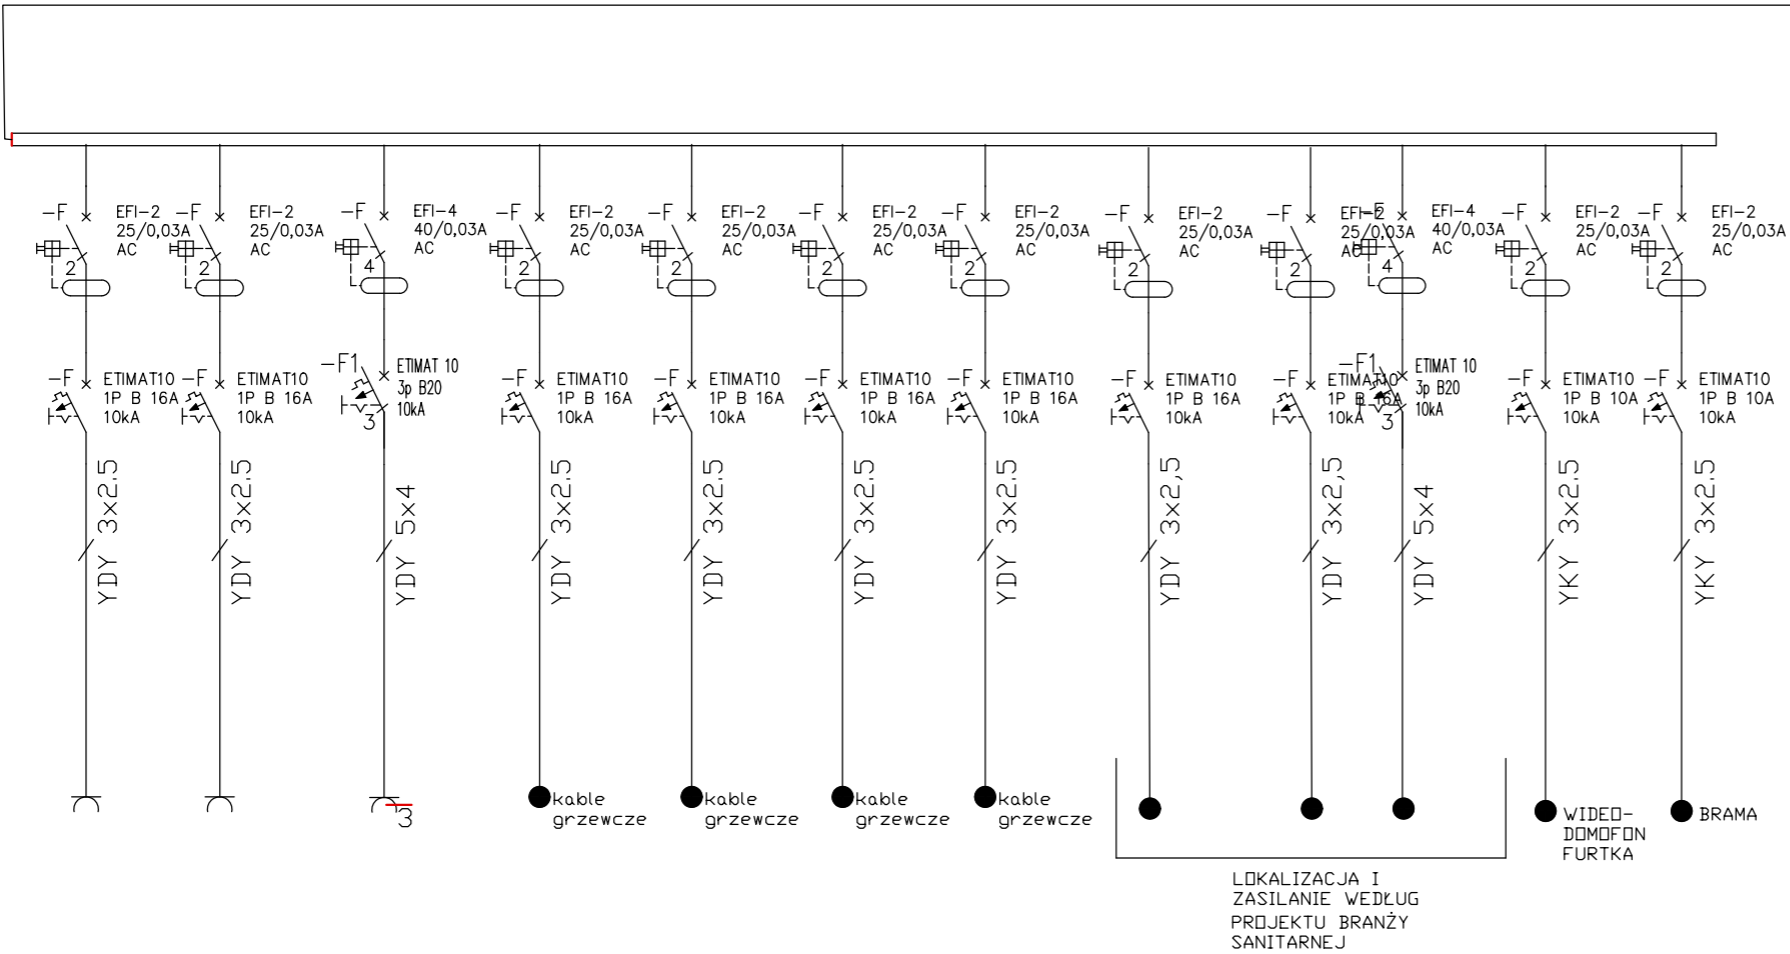 -F
EFI-2
25/0,03A
AC
2
-F
EFI-2
25/0,03A
AC
2
-F
EFI-4
40/0,03A
AC
4
-F
EFI-2
25/0,03A
AC
2
-F
EFI-2
25/0,03A
AC
2
-F
EFI-2
25/0,03A
AC
2
-F
EFI-2
25/0,03A
AC
2
-F
EFI-2
25/0,03A
AC
2
-F
EFI-2
25/0,03A
AC
2
-F
EFI-4
40/0,03A
AC
4
-F
EFI-2
25/0,03A
AC
2
-F
EFI-2
25/0,03A
AC
2
-F
ETIMAT10
1P B 16A
10kA
-F
ETIMAT10
1P B 16A
10kA
-F1
ETIMAT 10
3p B20
10kA
3
-F
ETIMAT10
1P B 16A
10kA
-F
ETIMAT10
1P B 16A
10kA
-F
ETIMAT10
1P B 16A
10kA
-F
ETIMAT10
1P B 16A
10kA
-F
ETIMAT10
1P B 16A
10kA
-F
ETIMAT10
1P B 16A
10kA
-F1
ETIMAT 10
3p B20
10kA
3
-F
ETIMAT10
1P B 10A
10kA
-F
ETIMAT10
1P B 10A
10kA
YDY 3x2.5
YDY 3x2.5
YDY 5x4
YDY 3x2.5
YDY 3x2.5
YDY 3x2.5
YDY 3x2.5
YDY 3x2,5
YDY 3x2,5
YDY 5x4
YKY 3x2.5
YKY 3x2.5
3
kable
grzewcze
kable
grzewcze
kable
grzewcze
kable
grzewcze
LOKALIZACJA I
ZASILANIE WEDŁUG
PROJEKTU BRANŻY
SANITARNEJ
WIDEO-
DOMOFON
FURTKA
BRAMA